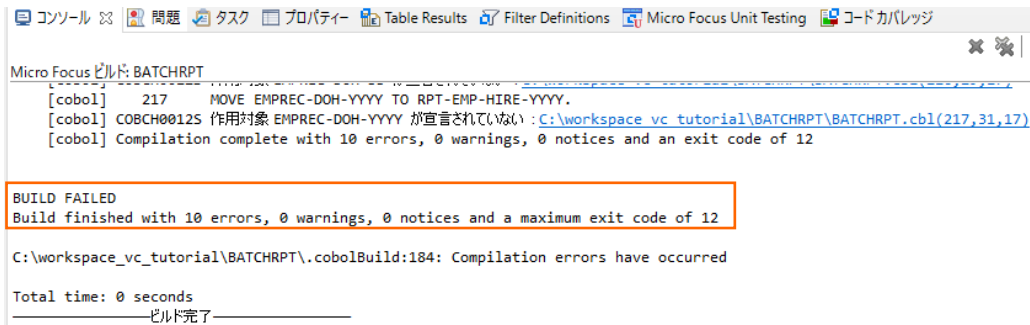 コンソール 問題 タスク プロパティー Table Results Filter Definitions Micro Focus Unit Testing コード カバレッジ
Micro Focus ビルド: BATCHRPT
[cobol] 217 MOVE EMPREC-DOH-YYYY TO RPT-EMP-HIRE-YYYY.
[cobol] COBCH0012S 作用対象 EMPREC-DOH-YYYY が宣言されていない : C:\workspace_vc_tutorial\BATCHRPT\BATCHRPT.cbl(217,31,17)
[cobol] Compilation complete with 10 errors, 0 warnings, 0 notices and an exit code of 12
BUILD FAILED
Build finished with 10 errors, 0 warnings, 0 notices and a maximum exit code of 12
C:\workspace_vc_tutorial\BATCHRPT\.cobolBuild:184: Compilation errors have occurred
Total time: 0 seconds
ビルド完了